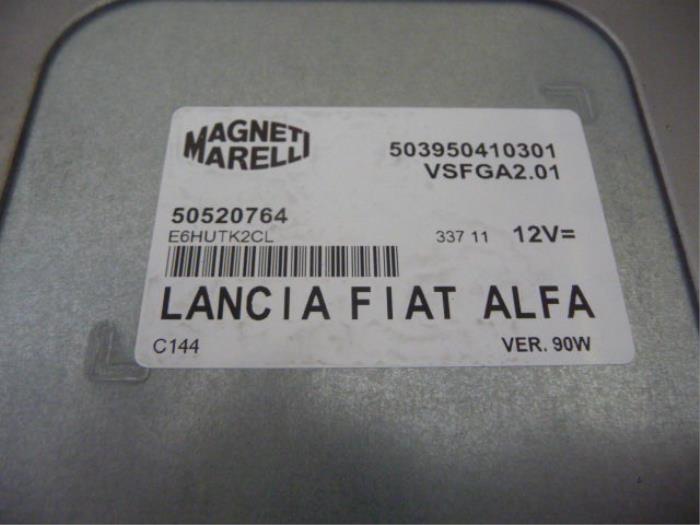 MAGNETI MARELLI
503950410301
VSFGA2.01
50520764
E6HUTK2CL
337 11 12V=
LANCIA FIAT ALFA
C144 VER. 90W